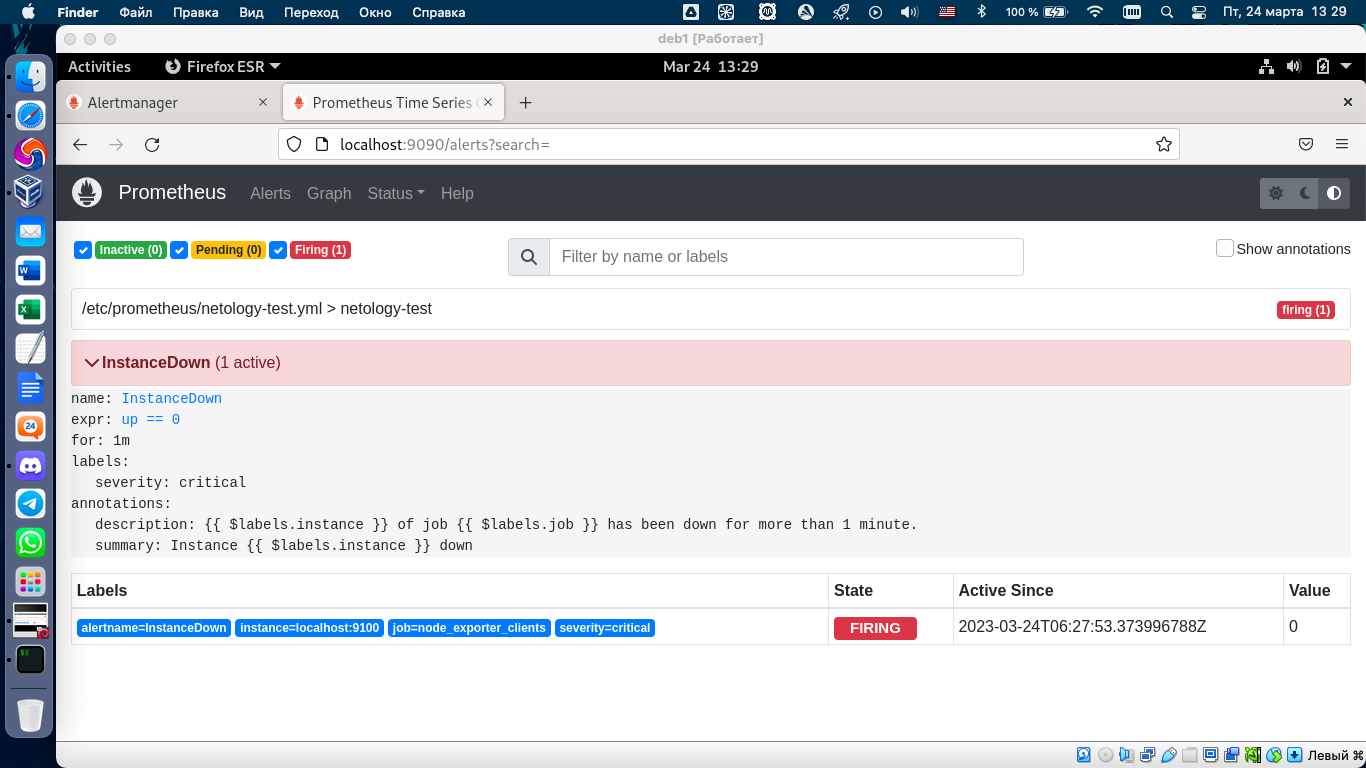 Finder Файл Правка Вид Переход Окно Справка 100 % Пт, 24 марта 13 29
deb1 [Работает]
Activities Firefox ESR Mar 24 13:29
Alertmanager Prometheus Time Series
localhost:9090/alerts?search=
Prometheus Alerts Graph Status Help
Inactive (0) Pending (0) Firing (1) Filter by name or labels Show annotations
/etc/prometheus/netology-test.yml > netology-test firing (1)
InstanceDown (1 active)
name: InstanceDown
expr: up == 0
for: 1m
labels:
severity: critical
annotations:
description: {{ $labels.instance }} of job {{ $labels.job }} has been down for more than 1 minute.
summary: Instance {{ $labels.instance }} down
Labels State Active Since Value
alertname=InstanceDown instance=localhost:9100 job=node_exporter_clients severity=critical FIRING 2023-03-24T06:27:53.373996788Z 0
Левый ⌘